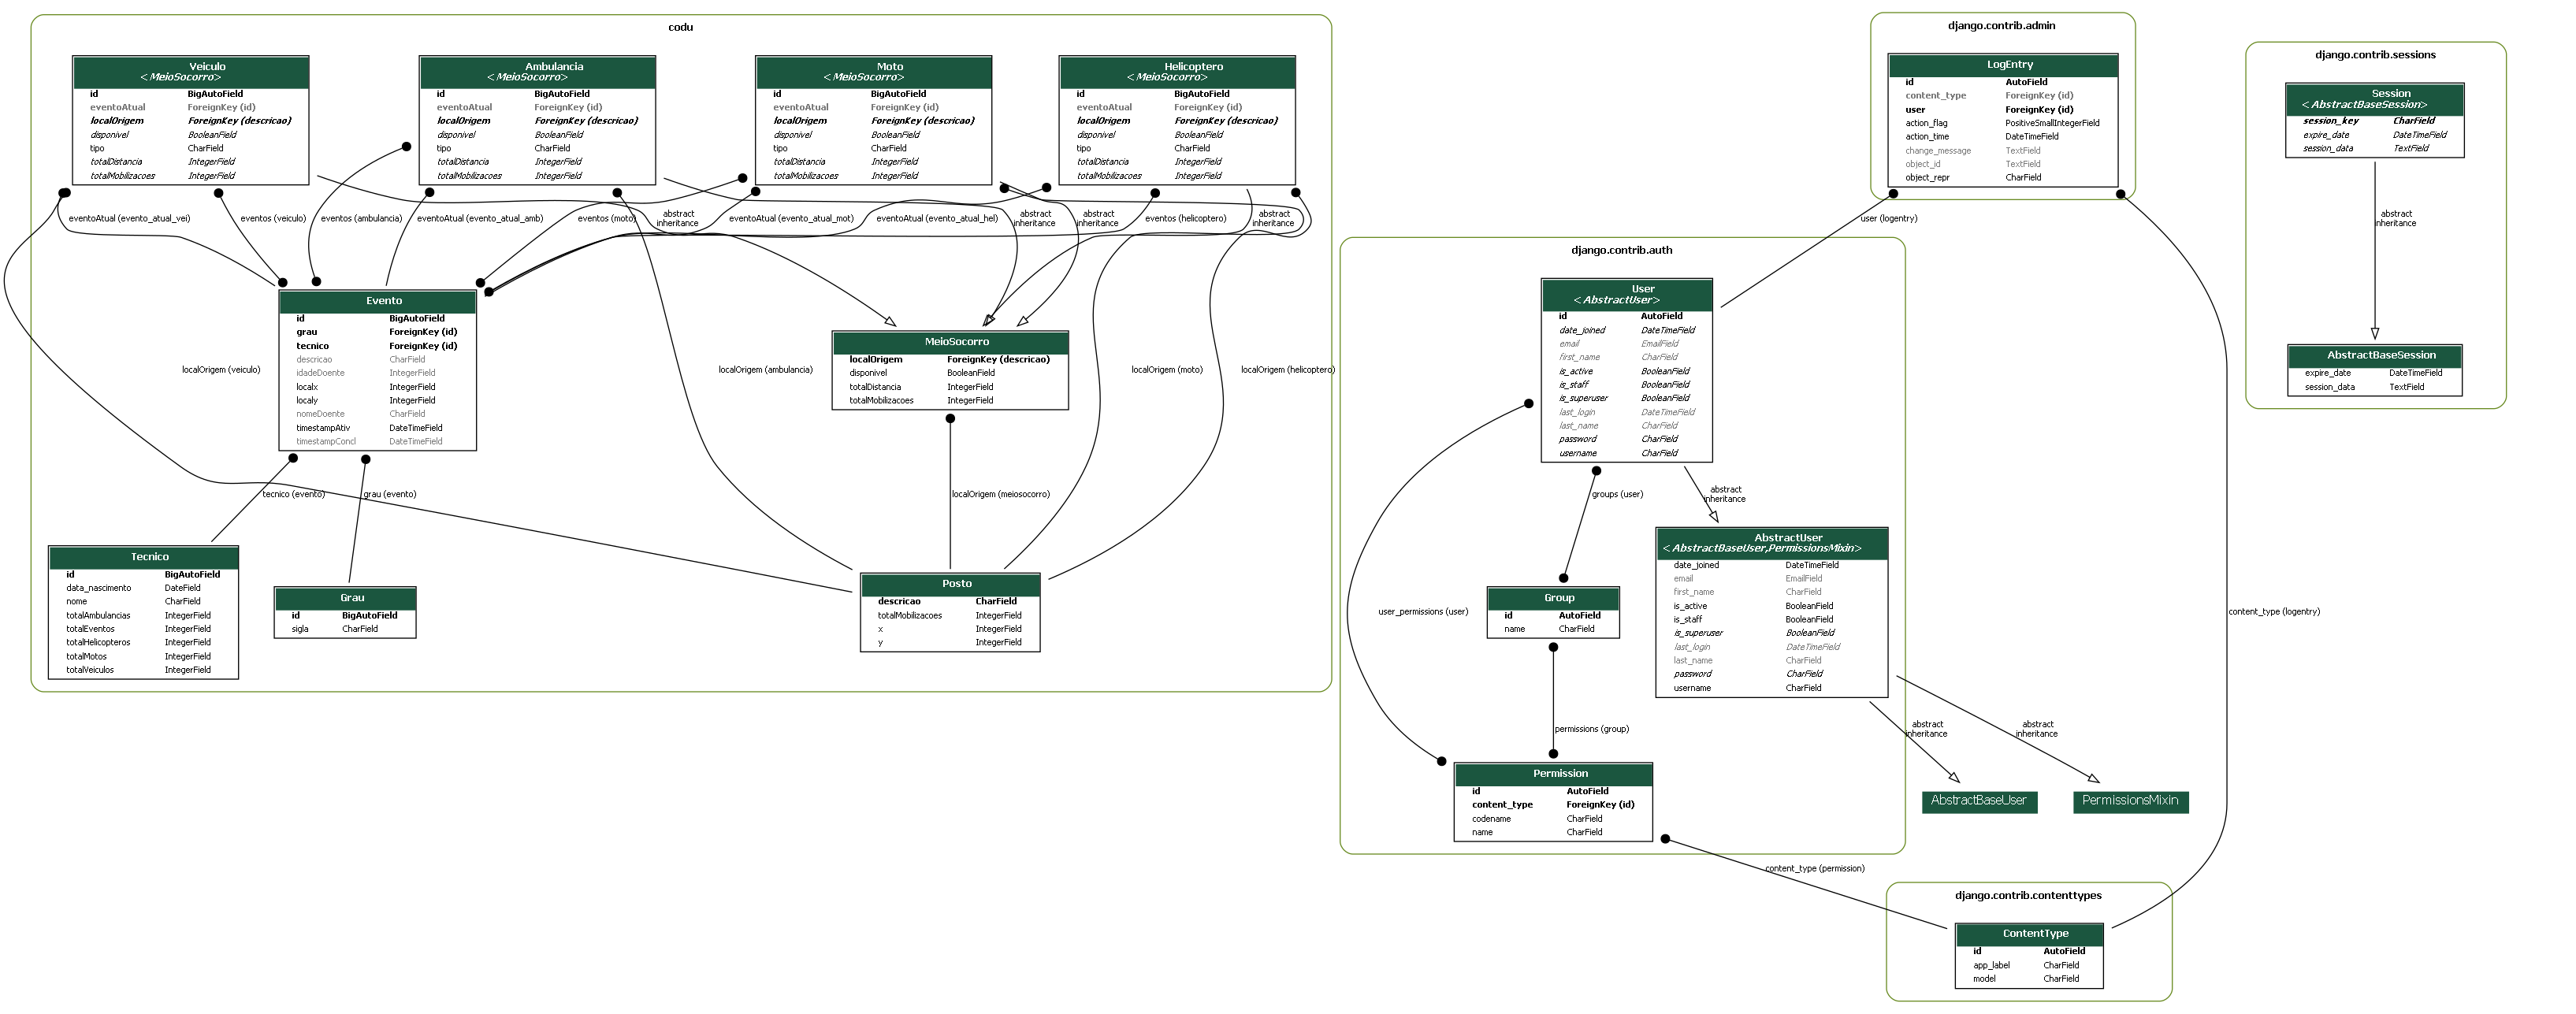 codu
Veiculo
<MeioSocorro>
id BigAutoField
eventoAtual ForeignKey (id)
localOrigem ForeignKey (descricao)
disponivel BooleanField
tipo CharField
totalDistancia IntegerField
totalMobilizacoes IntegerField
Ambulancia
<MeioSocorro>
id BigAutoField
eventoAtual ForeignKey (id)
localOrigem ForeignKey (descricao)
disponivel BooleanField
tipo CharField
totalDistancia IntegerField
totalMobilizacoes IntegerField
Moto
<MeioSocorro>
id BigAutoField
eventoAtual ForeignKey (id)
localOrigem ForeignKey (descricao)
disponivel BooleanField
tipo CharField
totalDistancia IntegerField
totalMobilizacoes IntegerField
Helicoptero
<MeioSocorro>
id BigAutoField
eventoAtual ForeignKey (id)
localOrigem ForeignKey (descricao)
disponivel BooleanField
tipo CharField
totalDistancia IntegerField
totalMobilizacoes IntegerField
eventoAtual (evento_atual_vei)
eventos (veiculo)
eventos (ambulancia)
eventoAtual (evento_atual_amb)
eventos (moto)
abstract
inheritance
eventoAtual (evento_atual_mot)
eventoAtual (evento_atual_hel)
abstract
inheritance
abstract
inheritance
eventos (helicoptero)
abstract
inheritance
Evento
id BigAutoField
grau ForeignKey (id)
tecnico ForeignKey (id)
descricao CharField
idadeDoente IntegerField
localx IntegerField
localy IntegerField
nomeDoente CharField
timestampAtiv DateTimeField
timestampConcl DateTimeField
MeioSocorro
localOrigem ForeignKey (descricao)
disponivel BooleanField
totalDistancia IntegerField
totalMobilizacoes IntegerField
localOrigem (veiculo)
localOrigem (ambulancia)
localOrigem (moto)
localOrigem (helicoptero)
tecnico (evento)
grau (evento)
localOrigem (meiosocorro)
Tecnico
id BigAutoField
data_nascimento DateField
nome CharField
totalAmbulancias IntegerField
totalEventos IntegerField
totalHelicopteros IntegerField
totalMotos IntegerField
totalVeiculos IntegerField
Grau
id BigAutoField
sigla CharField
Posto
descricao CharField
totalMobilizacoes IntegerField
x IntegerField
y IntegerField
django.contrib.admin
LogEntry
id AutoField
content_type ForeignKey (id)
user ForeignKey (id)
action_flag PositiveSmallIntegerField
action_time DateTimeField
change_message TextField
object_id TextField
object_repr CharField
user (logentry)
django.contrib.auth
User
<AbstractUser>
id AutoField
date_joined DateTimeField
email EmailField
first_name CharField
is_active BooleanField
is_staff BooleanField
is_superuser BooleanField
last_login DateTimeField
last_name CharField
password CharField
username CharField
groups (user)
abstract
inheritance
AbstractUser
<AbstractBaseUser,PermissionsMixin>
date_joined DateTimeField
email EmailField
first_name CharField
is_active BooleanField
is_staff BooleanField
is_superuser BooleanField
last_login DateTimeField
last_name CharField
password CharField
username CharField
Group
id AutoField
name CharField
user_permissions (user)
content_type (logentry)
permissions (group)
abstract
inheritance
abstract
inheritance
Permission
id AutoField
content_type ForeignKey (id)
codename CharField
name CharField
AbstractBaseUser
PermissionsMixin
content_type (permission)
django.contrib.contenttypes
ContentType
id AutoField
app_label CharField
model CharField
django.contrib.sessions
Session
<AbstractBaseSession>
session_key CharField
expire_date DateTimeField
session_data TextField
abstract
inheritance
AbstractBaseSession
expire_date DateTimeField
session_data TextField